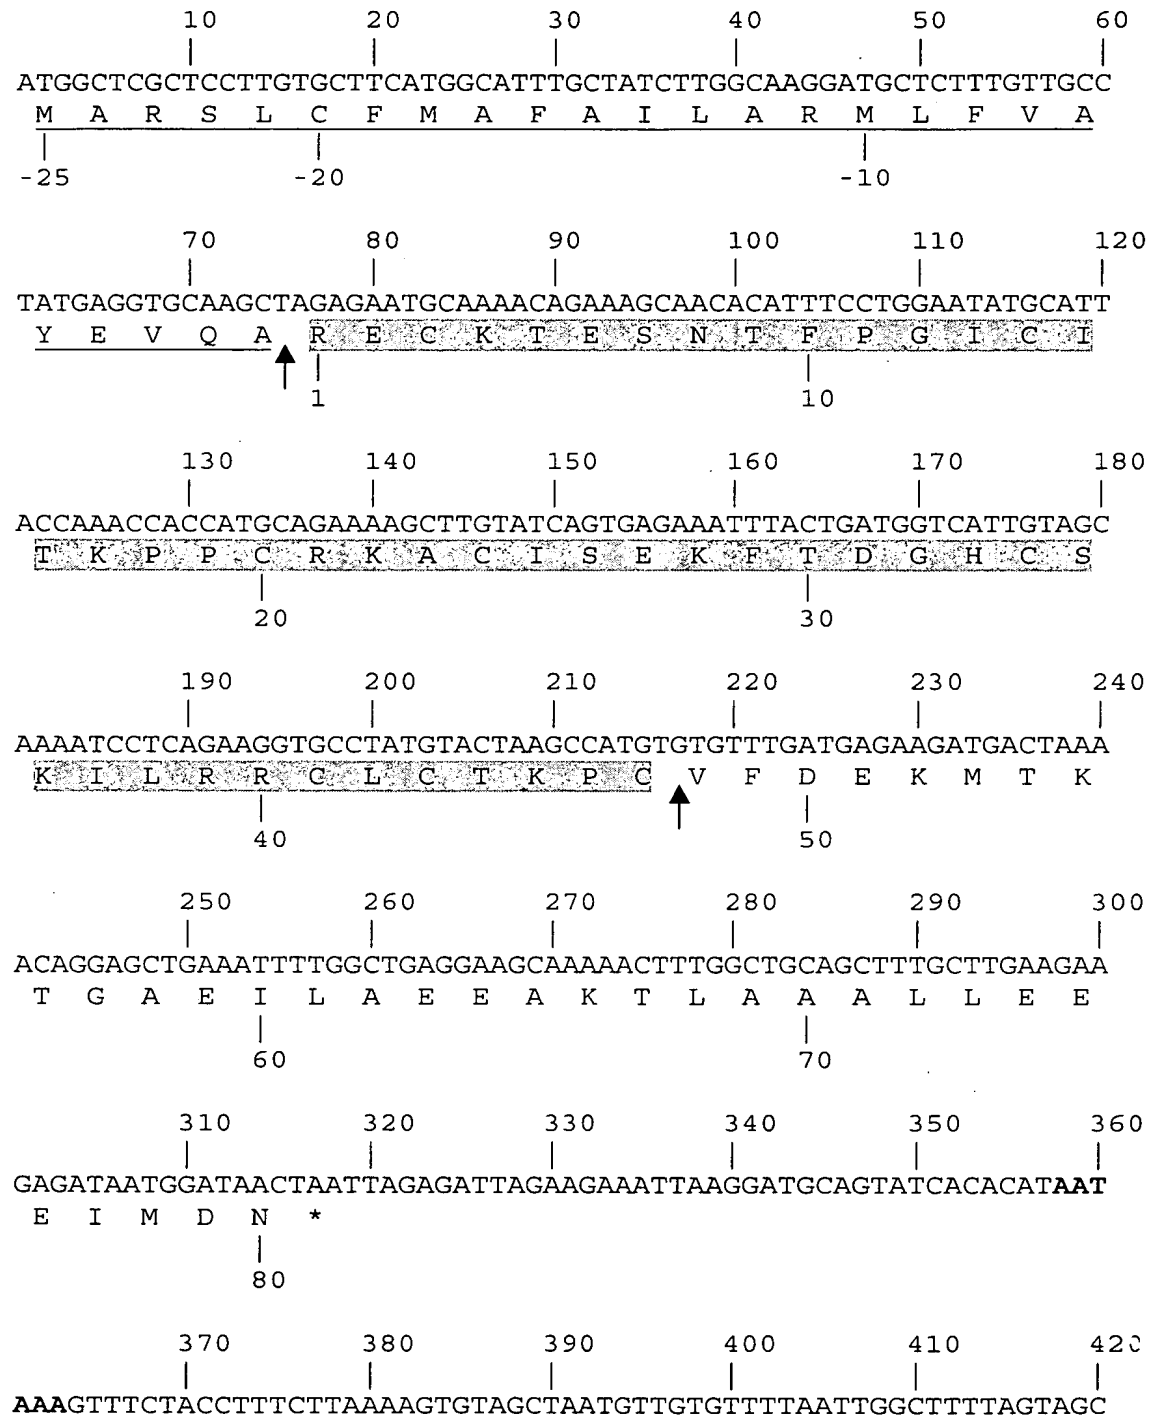 10 20 30 40 50 60
ATGGCTCGCTCCTTGTGCTTCATGGCATTTGCTATCTTGGCAAGGATGCTCTTTGTTGCC
M A R S L C F M A F A I L A R M L F V A
-25 -20 -10
70 80 90 100 110 120
TATGAGGTGCAAGCTAGAGAATGCAAAACAGAAAGCAACACATTTCCTGGAATATGCATT
Y E V Q A R E C K T E S N T F P G I C I
1 10
130 140 150 160 170 180
ACCAAACCACCATGCAGAAAAGCTTGTATCAGTGAGAAATTTACTGATGGTCATTGTAGC
T K P P C R K A C I S E K F T D G H C S
20 30
190 200 210 220 230 240
AAAATCCTCAGAAGGTGCCTATGTACTAAGCCATGTGTGTTTGATGAGAAGATGACTAAA
K I L R R C L C T K P C V F D E K M T K
40 50
250 260 270 280 290 300
ACAGGAGCTGAAATTTTGGCTGAGGAAGCAAAAACTTTGGCTGCAGCTTTGCTTGAAGAA
T G A E I L A E E A K T L A A A L L E E
60 70
310 320 330 340 350 360
GAGATAATGGATAACTAATTAGAGATTAGAAGAAATTAAGGATGCAGTATCACACATAAT
E I M D N *
80
370 380 390 400 410 420
AAAGTTTCTACCTTTCTTAAAAGTGTAGCTAATGTTGTGTTTTAATTGGCTTTTAGTAGC